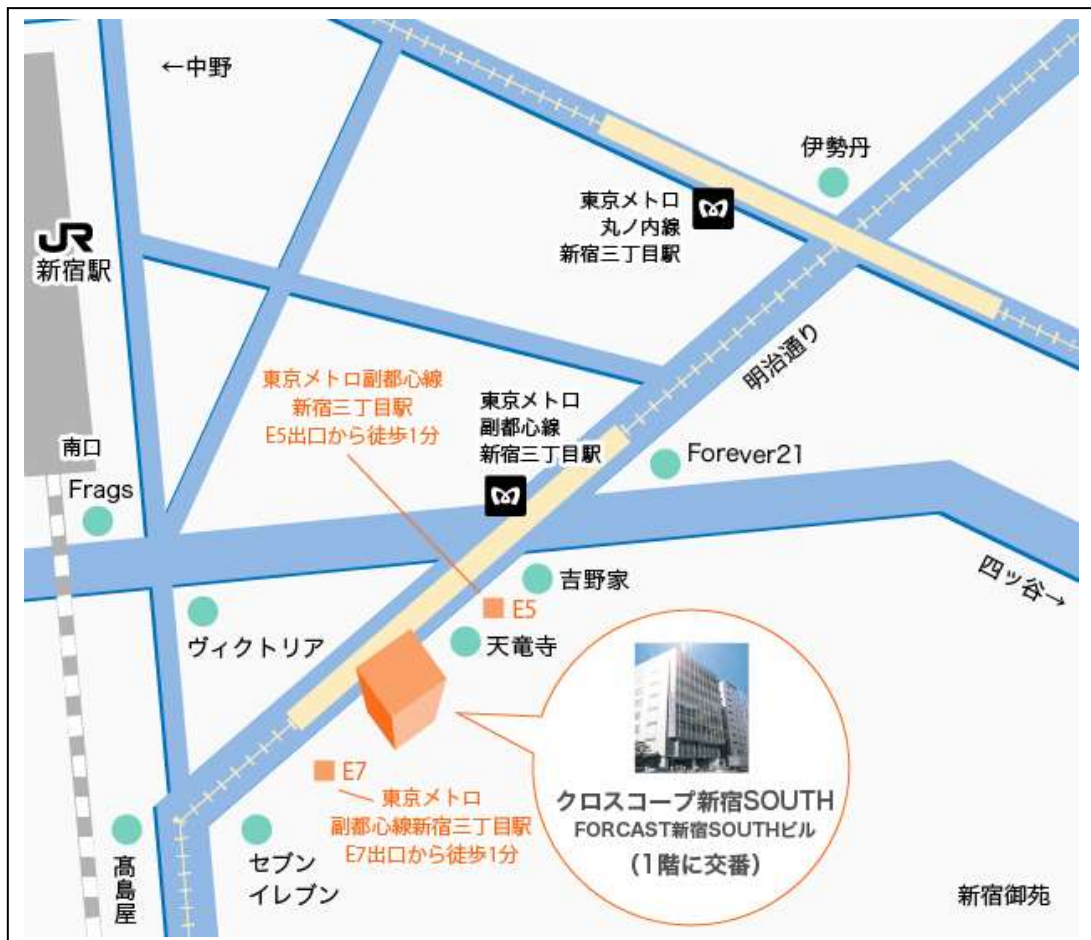 ←中野
伊勢丹
東京メトロ
丸ノ内線
新宿三丁目駅
JR
新宿駅
明治通り
東京メトロ副都心線
新宿三丁目駅
E5出口から徒歩1分
東京メトロ
副都心線
新宿三丁目駅
南口
Frags
Forever21
四ッ谷→
吉野家
E5
天竜寺
ヴィクトリア
E7
東京メトロ
副都心線新宿三丁目駅
E7出口から徒歩1分
クロスコープ新宿SOUTH
FORCAST新宿SOUTHビル
(1階に交番)
髙島屋
セブン
イレブン
新宿御苑